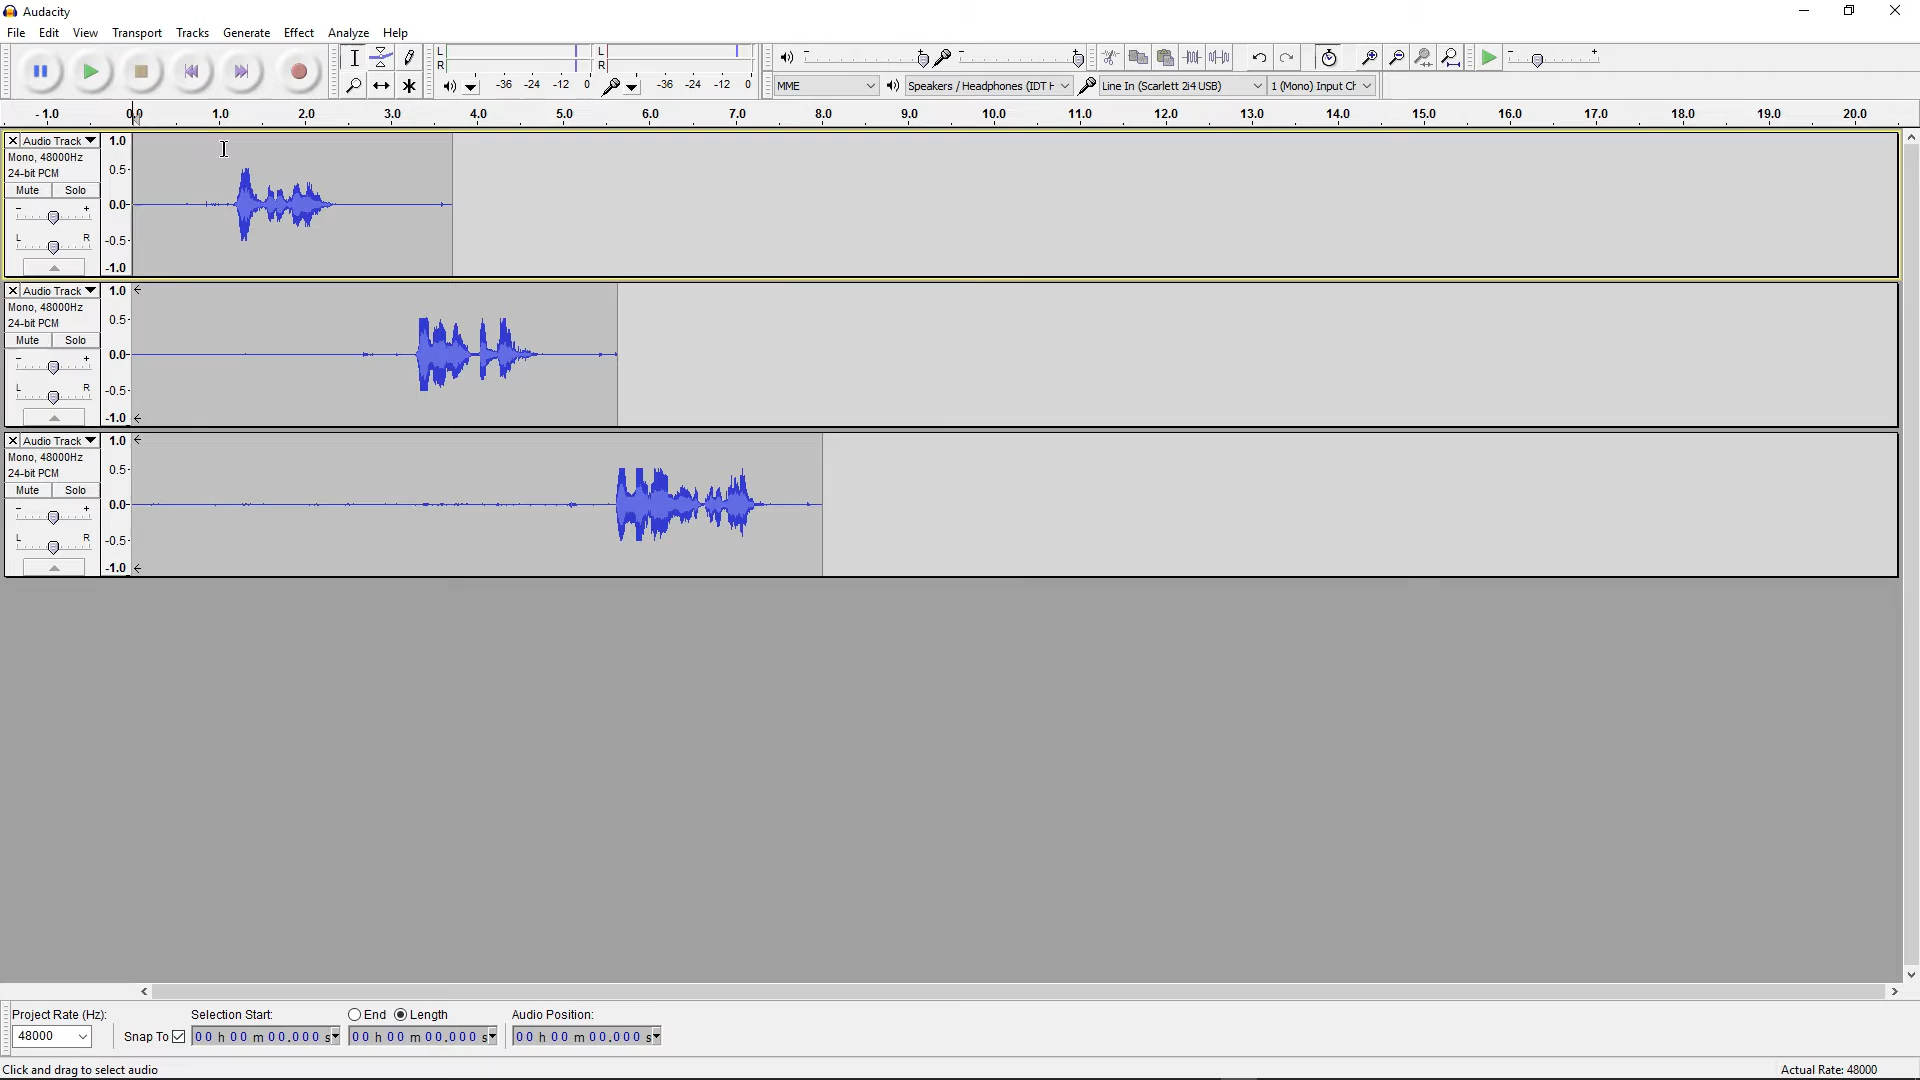 Audacity
File Edit View Transport Tracks Generate Effect Analyze Help
L R -36 -24 -12 0 L R -36 -24 -12 0
MME Speakers / Headphones (IDT H Line In (Scarlett 2i4 USB) 1 (Mono) Input Ch
- 1.0 0.0 1.0 2.0 3.0 4.0 5.0 6.0 7.0 8.0 9.0 10.0 11.0 12.0 13.0 14.0 15.0 16.0 17.0 18.0 19.0 20.0
Audio Track 1.0
Mono, 48000Hz
24-bit PCM 0.5
Mute Solo
- + 0.0
L R -0.5
-1.0
Audio Track 1.0
Mono, 48000Hz
24-bit PCM 0.5
Mute Solo
- + 0.0
L R -0.5
-1.0
Audio Track 1.0
Mono, 48000Hz
24-bit PCM 0.5
Mute Solo
- + 0.0
L R -0.5
-1.0
Project Rate (Hz): Selection Start: End Length Audio Position:
48000 Snap To 00 h 00 m 00.000 s 00 h 00 m 00.000 s 00 h 00 m 00.000 s
Click and drag to select audio Actual Rate: 48000